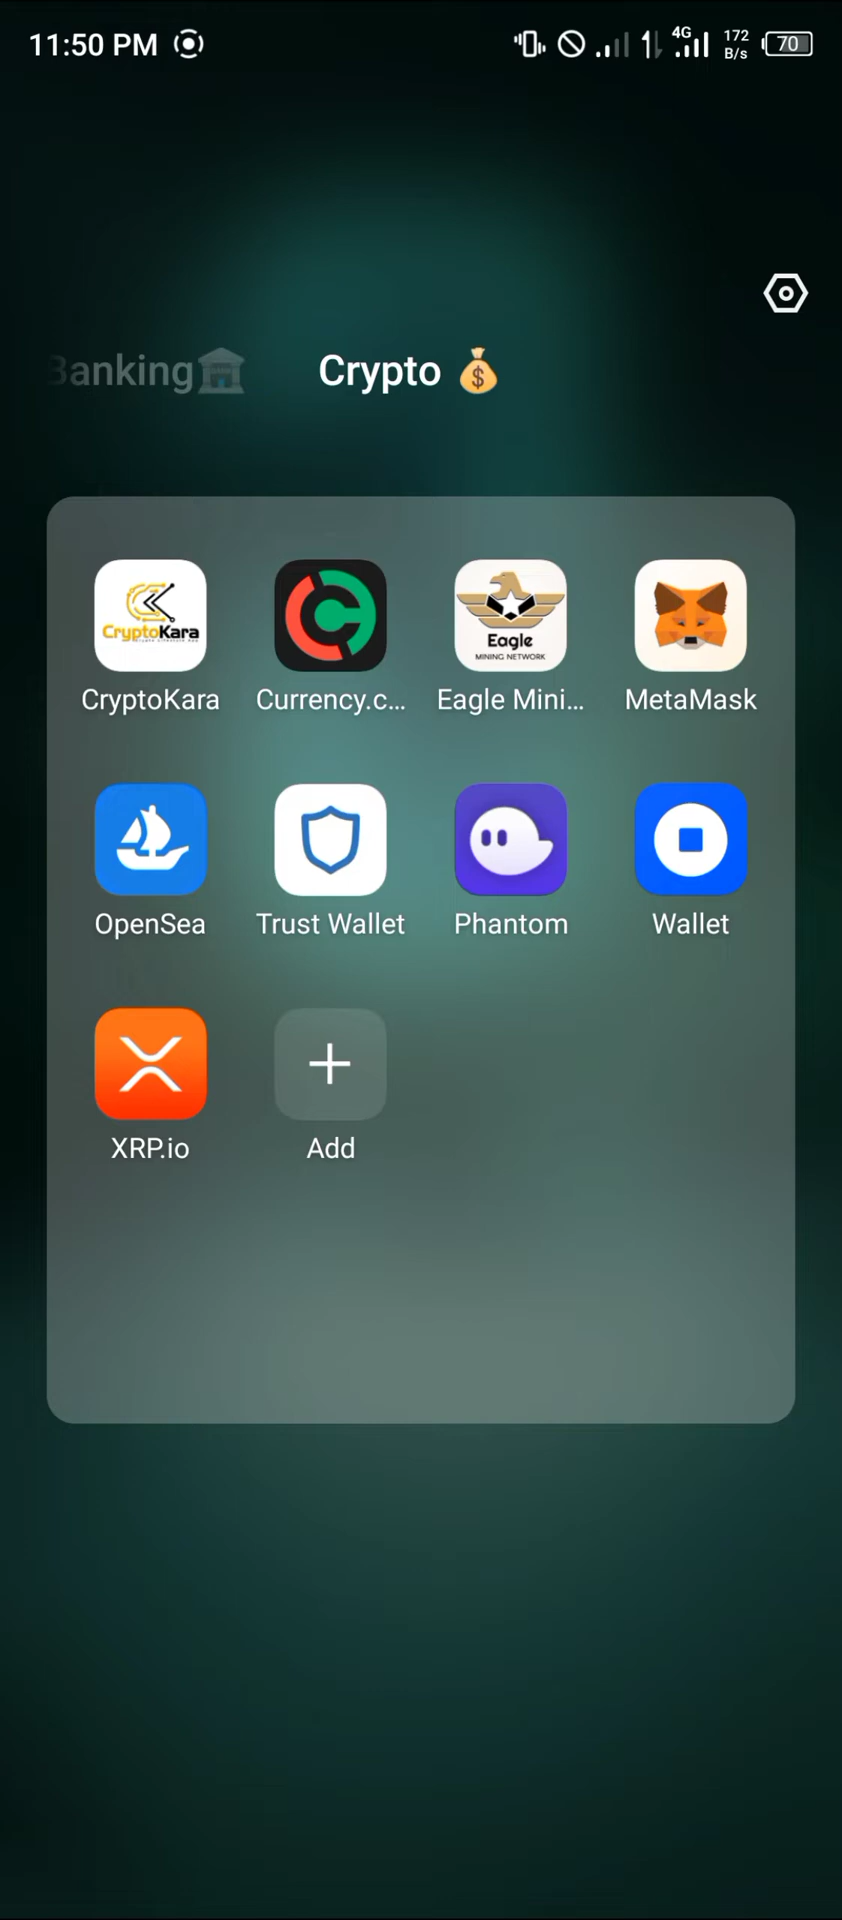 11:50 PM 4G 172 B/s 70
Banking🏛 Crypto 💰
CryptoKara
Eagle
MINING NETWORK
CryptoKara Currency.c... Eagle Mini... MetaMask
OpenSea Trust Wallet Phantom Wallet
XRP.io Add